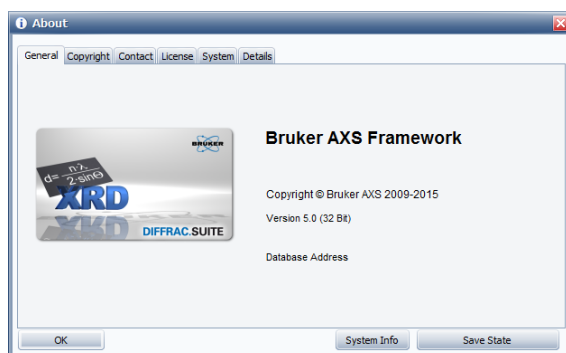 About
General Copyright Contact License System Details
BRUKER
d= nλ
2·sinΘ
XRD
DIFFRAC.SUITE
Bruker AXS Framework
Copyright © Bruker AXS 2009-2015
Version 5.0 (32 Bit)
Database Address
OK System Info Save State